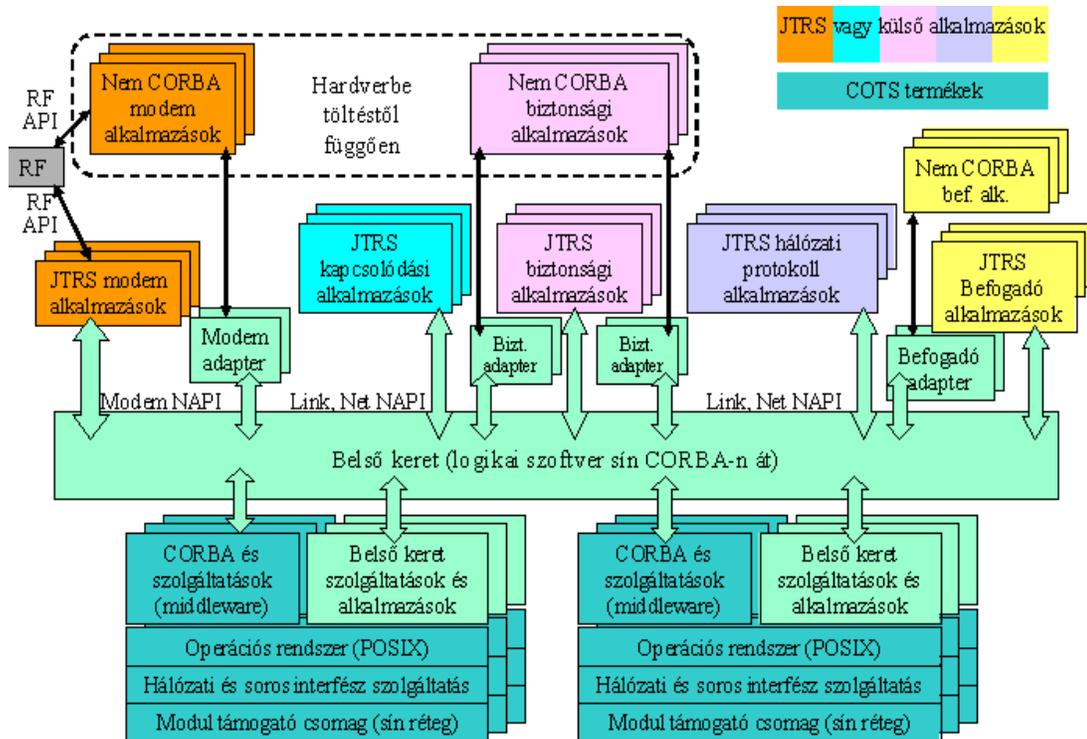 JTRS vagy külső alkalmazások
COTS termékek
Nem CORBA
modem
alkalmazások
Hardverbe
töltéstől
függően
Nem CORBA
biztonsági
alkalmazások
RF
API
RF
RF
API
Nem CORBA
bef. alk.
JTRS modem
alkalmazások
JTRS
kapcsolódási
alkalmazások
JTRS
biztonsági
alkalmazások
JTRS hálózati
protokoll
alkalmazások
JTRS
Befogadó
alkalmazások
Modem
adapter
Bizt.
adapter
Bizt.
adapter
Befogadó
adapter
Modem NAPI
Link, Net NAPI
Link, Net NAPI
Belső keret (logikai szoftver sín CORBA-n át)
CORBA és
szolgáltatások
(middleware)
Belső keret
szolgáltatások és
alkalmazások
Operációs rendszer (POSIX)
Hálózati és soros interfész szolgáltatás
Modul támogató csomag (sín réteg)
CORBA és
szolgáltatások
(middleware)
Belső keret
szolgáltatások és
alkalmazások
Operációs rendszer (POSIX)
Hálózati és soros interfész szolgáltatás
Modul támogató csomag (sín réteg)